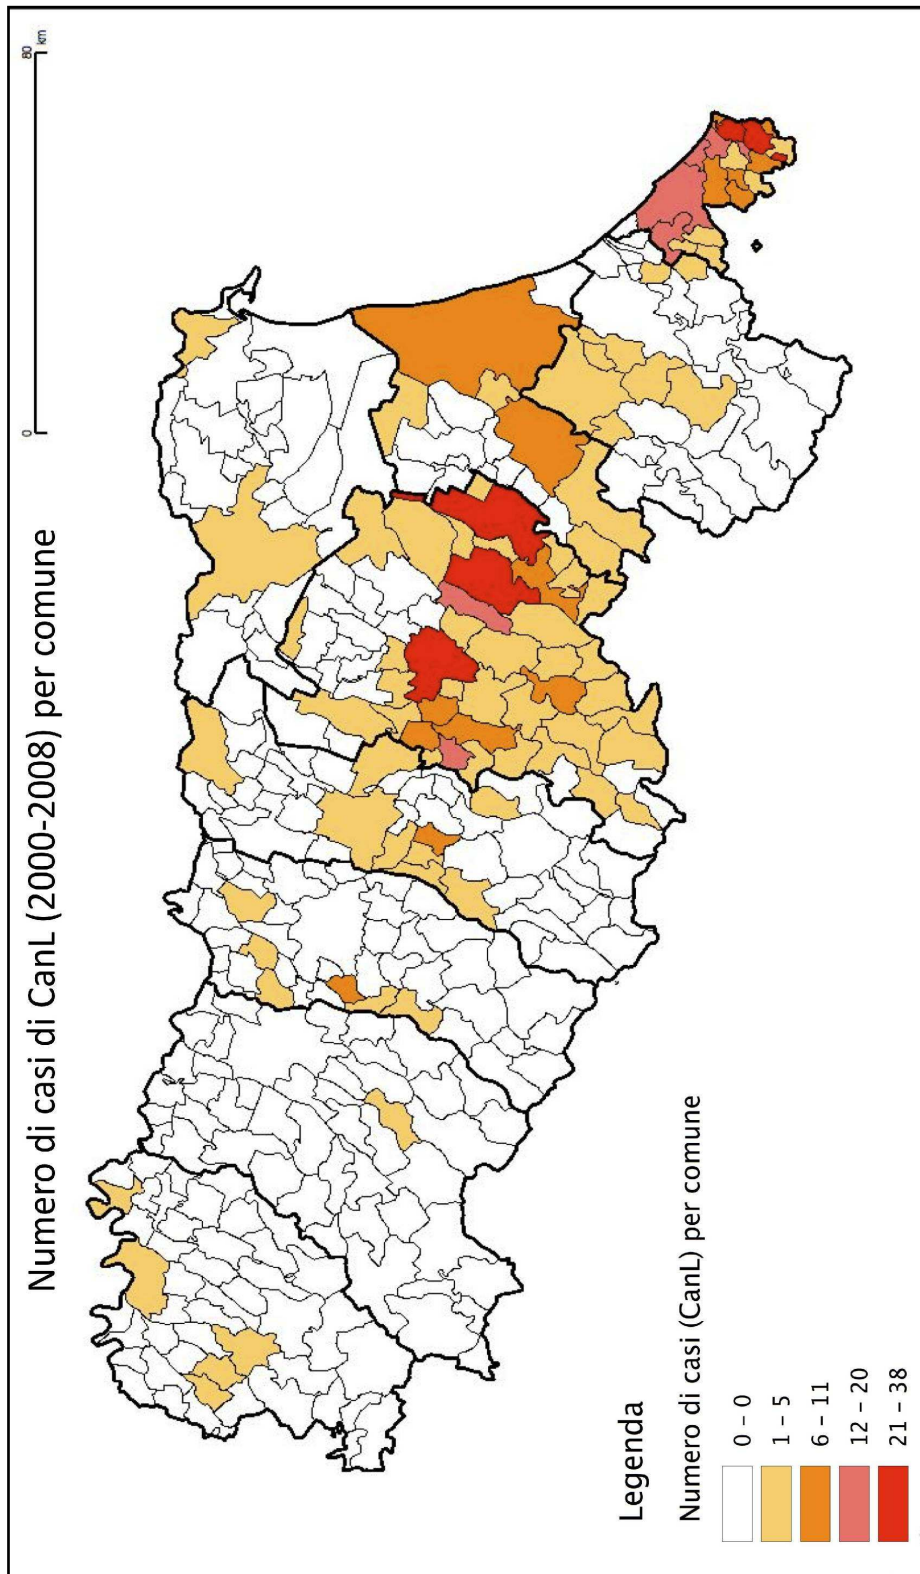 Numero di casi di CanL (2000-2008) per comune
0 80
km
Legenda
Numero di casi (CanL) per comune
0 – 0
1 – 5
6 – 11
12 – 20
21 – 38